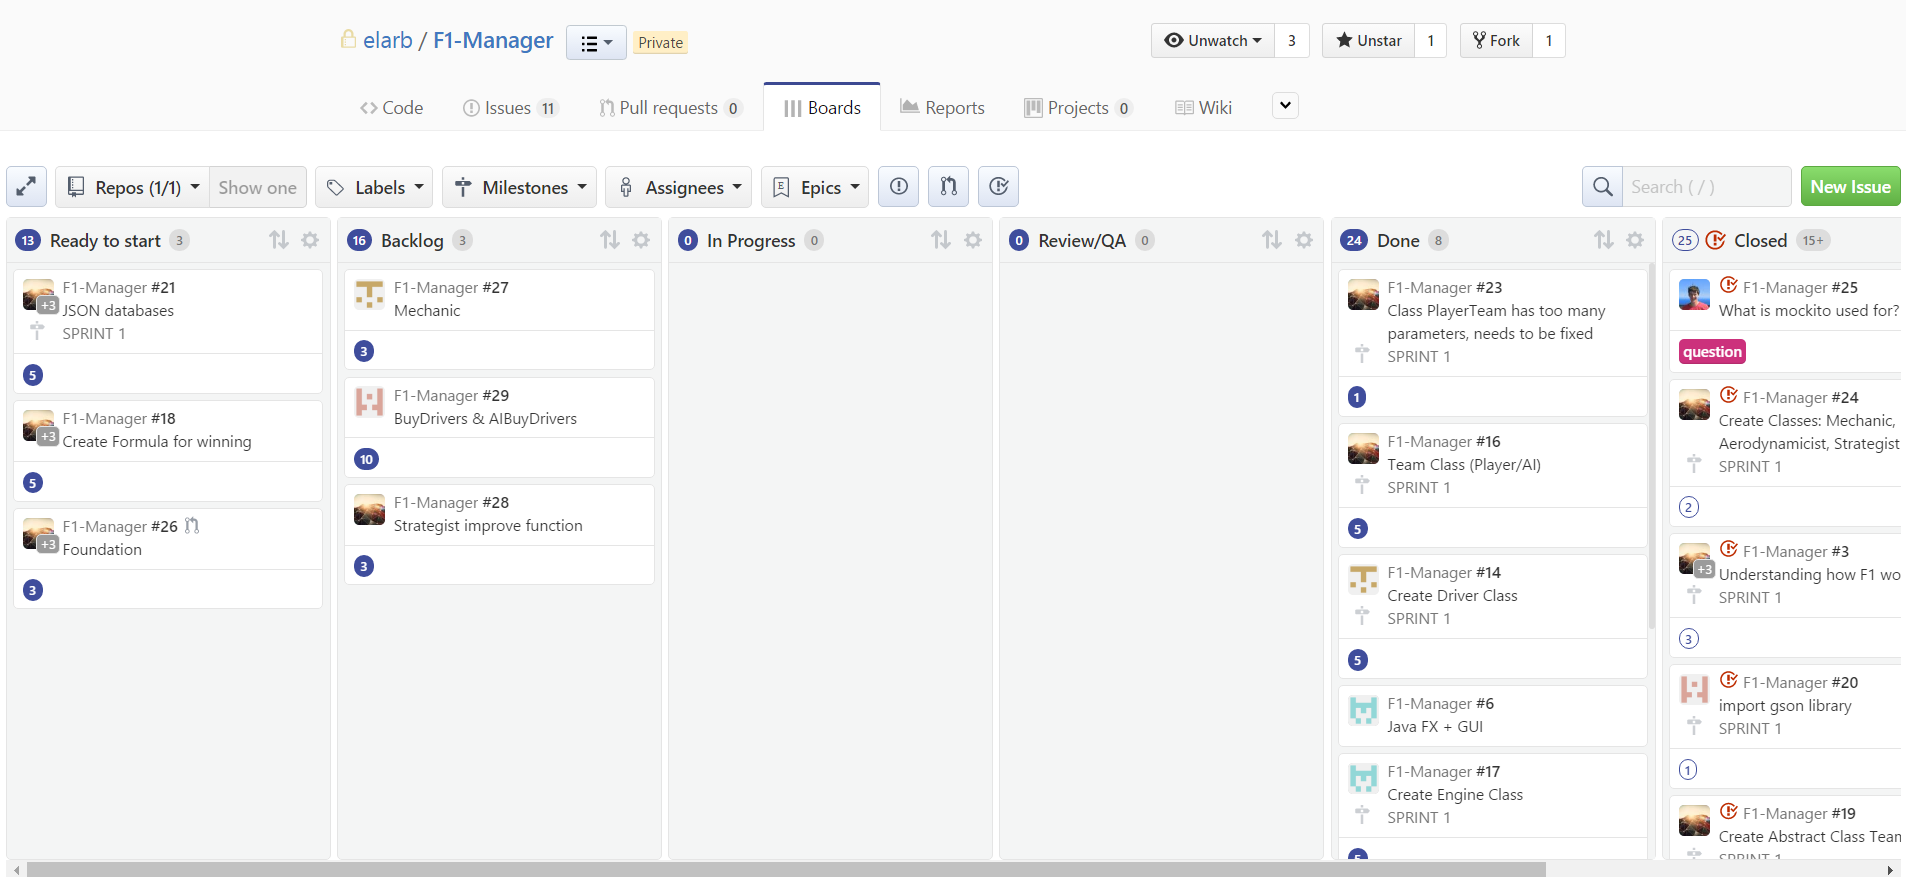 elarb / F1-Manager Private Unwatch 3 Unstar 1 Fork 1
Code Issues 11 Pull requests 0 Boards Reports Projects 0 Wiki
Repos (1/1) Show one Labels Milestones Assignees E Epics Search ( / ) New Issue
13 Ready to start 3
F1-Manager #21
+3
JSON databases
SPRINT 1
5
F1-Manager #18
+3
Create Formula for winning
5
F1-Manager #26
+3
Foundation
3
16 Backlog 3
F1-Manager #27
Mechanic
3
F1-Manager #29
BuyDrivers & AIBuyDrivers
10
F1-Manager #28
Strategist improve function
3
0 In Progress 0
0 Review/QA 0
24 Done 8
F1-Manager #23
Class PlayerTeam has too many
parameters, needs to be fixed
SPRINT 1
1
F1-Manager #16
Team Class (Player/AI)
SPRINT 1
5
F1-Manager #14
Create Driver Class
SPRINT 1
5
F1-Manager #6
Java FX + GUI
F1-Manager #17
Create Engine Class
SPRINT 1
5
25 Closed 15+
F1-Manager #25
What is mockito used for?
question
F1-Manager #24
Create Classes: Mechanic,
Aerodynamicist, Strategist
SPRINT 1
2
F1-Manager #3
+3
Understanding how F1 wo
SPRINT 1
3
F1-Manager #20
import gson library
SPRINT 1
1
F1-Manager #19
Create Abstract Class Team
SPRINT 1